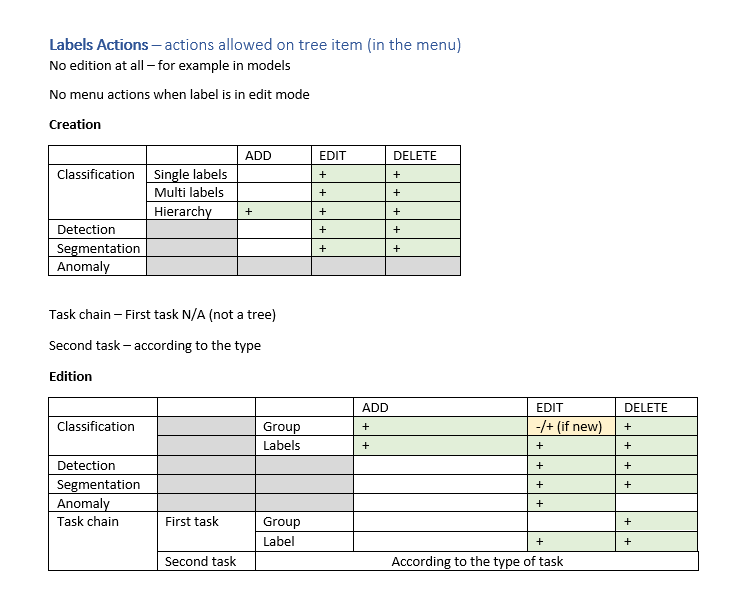 Labels Actions – actions allowed on tree item (in the menu)
No edition at all – for example in models
No menu actions when label is in edit mode
Creation
ADD EDIT DELETE
Classification Single labels + +
Multi labels + +
Hierarchy + + +
Detection + +
Segmentation + +
Anomaly
Task chain – First task N/A (not a tree)
Second task – according to the type
Edition
ADD EDIT DELETE
Classification Group + -/+ (if new) +
Labels + + +
Detection + +
Segmentation + +
Anomaly +
Task chain First task Group +
Label + +
Second task According to the type of task